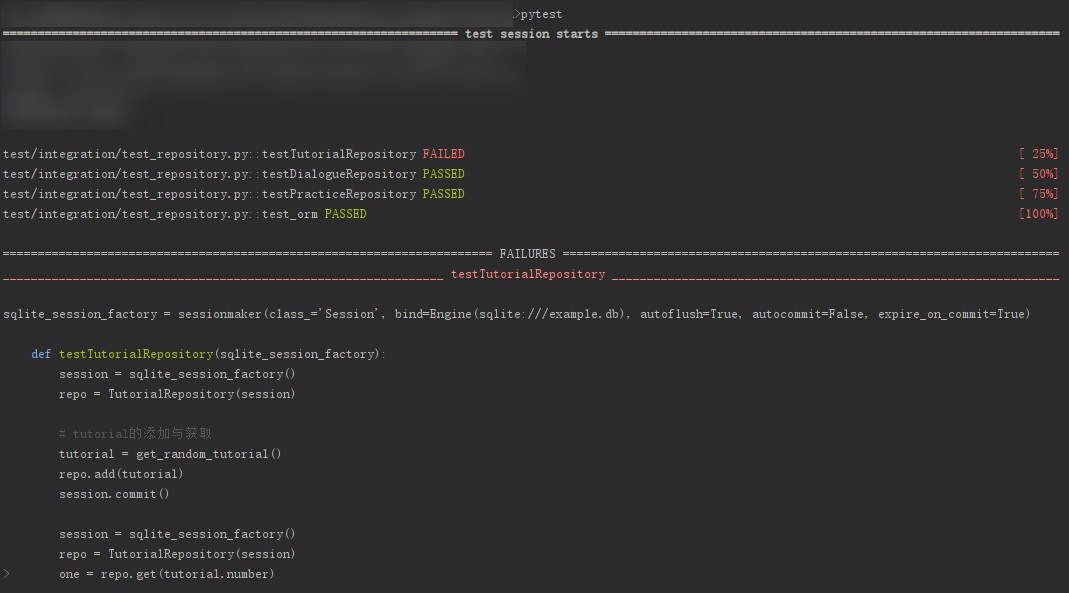 >pytest
================================================================= test session starts =================================================================
test/integration/test_repository.py::testTutorialRepository FAILED [ 25%]
test/integration/test_repository.py::testDialogueRepository PASSED [ 50%]
test/integration/test_repository.py::testPracticeRepository PASSED [ 75%]
test/integration/test_repository.py::test_orm PASSED [100%]
====================================================================== FAILURES =======================================================================
_______________________________________________________________ testTutorialRepository ________________________________________________________________
sqlite_session_factory = sessionmaker(class_='Session', bind=Engine(sqlite:///example.db), autoflush=True, autocommit=False, expire_on_commit=True)
def testTutorialRepository(sqlite_session_factory):
session = sqlite_session_factory()
repo = TutorialRepository(session)
# tutorial的添加与获取
tutorial = get_random_tutorial()
repo.add(tutorial)
session.commit()
session = sqlite_session_factory()
repo = TutorialRepository(session)
> one = repo.get(tutorial.number)